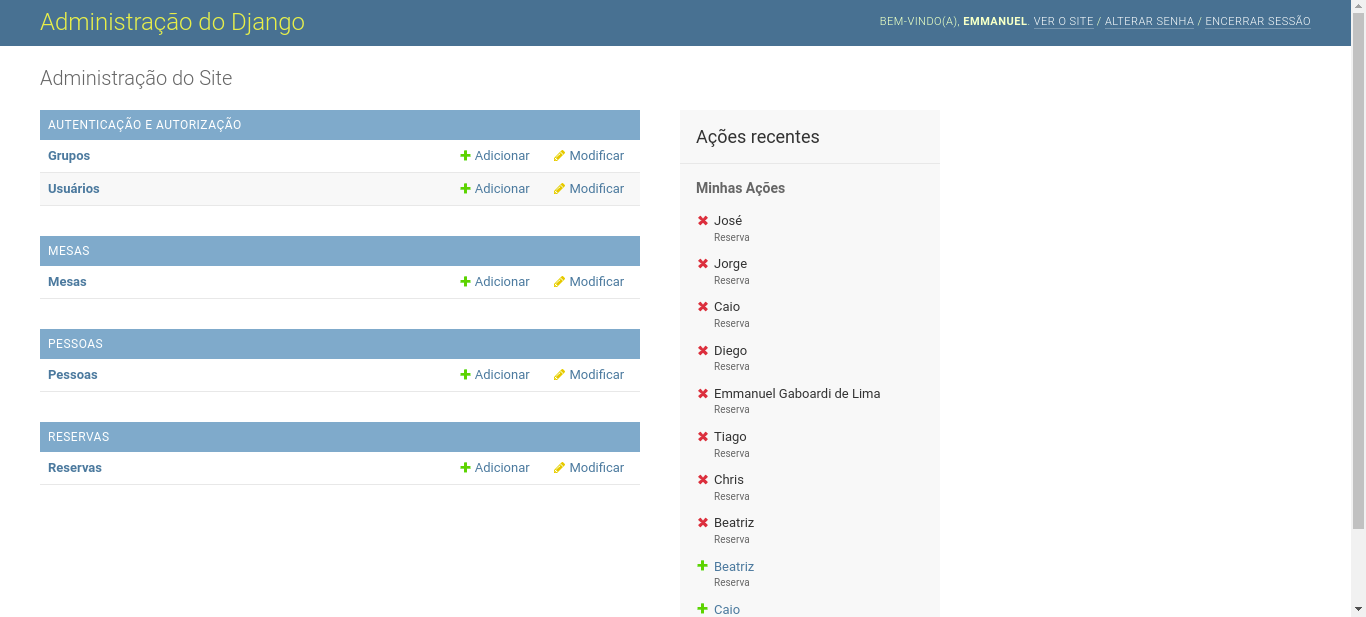 Administração do Django
BEM-VINDO(A), EMMANUEL. VER O SITE / ALTERAR SENHA / ENCERRAR SESSÃO
Administração do Site
AUTENTICAÇÃO E AUTORIZAÇÃO
Grupos Adicionar Modificar
Usuários Adicionar Modificar
MESAS
Mesas Adicionar Modificar
PESSOAS
Pessoas Adicionar Modificar
RESERVAS
Reservas Adicionar Modificar
Ações recentes
Minhas Ações
José
Reserva
Jorge
Reserva
Caio
Reserva
Diego
Reserva
Emmanuel Gaboardi de Lima
Reserva
Tiago
Reserva
Chris
Reserva
Beatriz
Reserva
Beatriz
Reserva
Caio